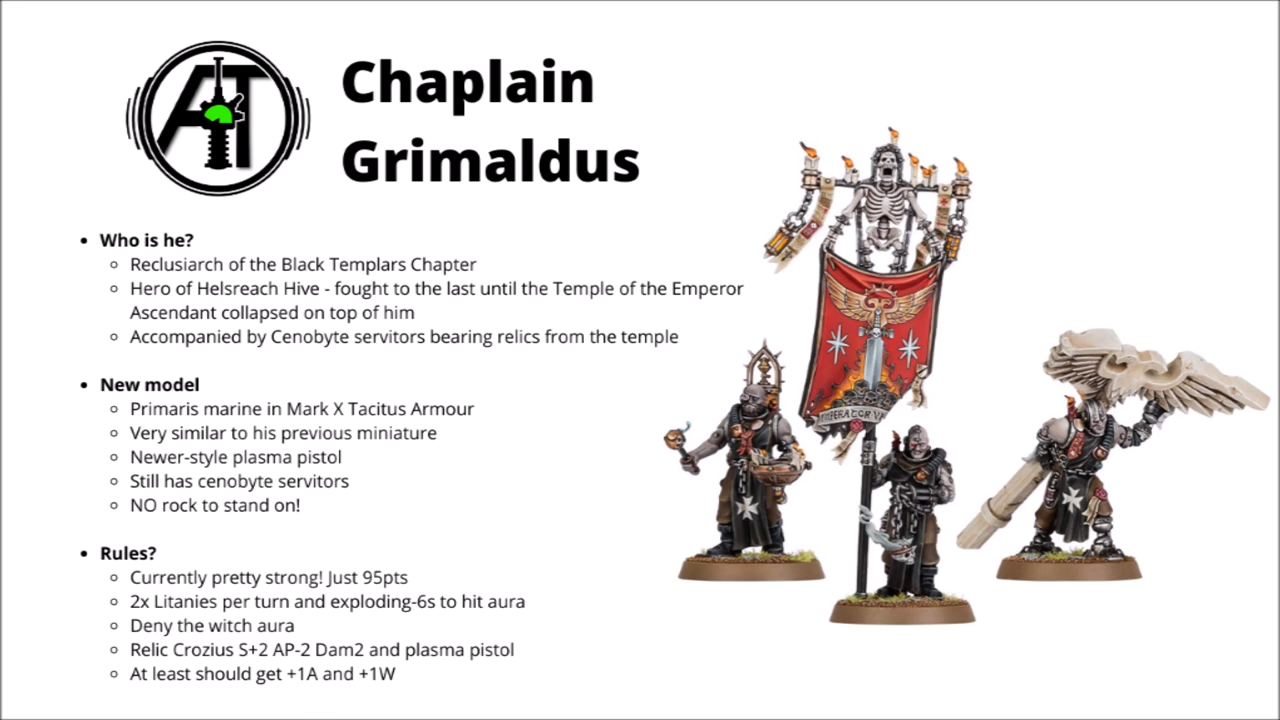 AT
Chaplain
Grimaldus
• Who is he?
◦ Reclusiarch of the Black Templars Chapter
◦ Hero of Helsreach Hive - fought to the last until the Temple of the Emperor
Ascendant collapsed on top of him
◦ Accompanied by Cenobyte servitors bearing relics from the temple
• New model
◦ Primaris marine in Mark X Tacitus Armour
◦ Very similar to his previous miniature
◦ Newer-style plasma pistol
◦ Still has cenobyte servitors
◦ NO rock to stand on!
• Rules?
◦ Currently pretty strong! Just 95pts
◦ 2x Litanies per turn and exploding-6s to hit aura
◦ Deny the witch aura
◦ Relic Crozius S+2 AP-2 Dam2 and plasma pistol
◦ At least should get +1A and +1W